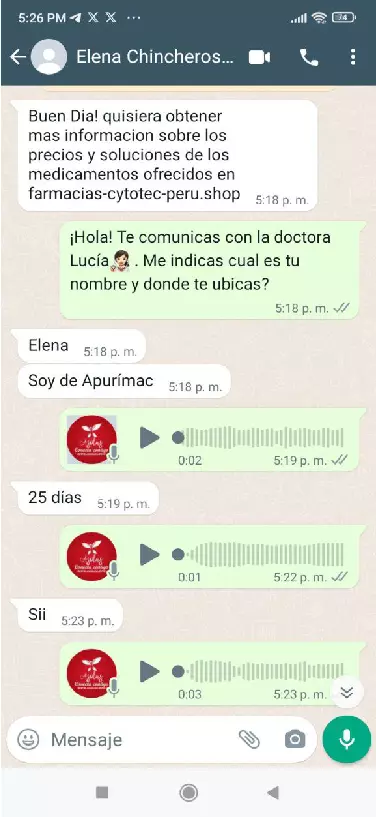 5:26 PM
74
Elena Chincheros...
Buen Dia! quisiera obtener
mas informacion sobre los
precios y soluciones de los
medicamentos ofrecidos en
farmacias-cytotec-peru.shop
5:18 p. m.
¡Hola! Te comunicas con la doctora
Lucía👩🏻‍⚕️. Me indicas cual es tu
nombre y donde te ubicas?
5:18 p. m.
Elena 5:18 p. m.
Soy de Apurímac 5:18 p. m.
0:02 5:19 p. m.
25 días 5:19 p. m.
0:01 5:22 p. m.
Sii 5:23 p. m.
0:03 5:23 p. m.
Mensaje